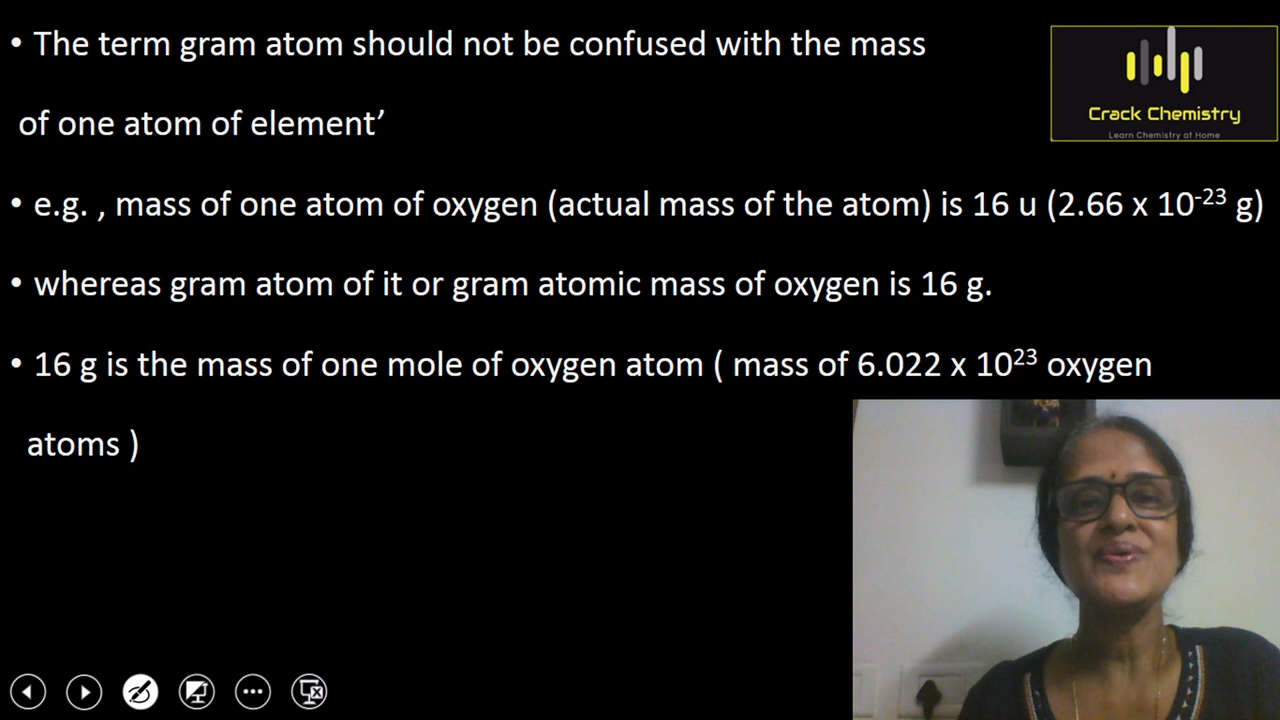 • The term gram atom should not be confused with the mass
of one atom of element’
• e.g. , mass of one atom of oxygen (actual mass of the atom) is 16 u (2.66 x 10⁻²³ g)
• whereas gram atom of it or gram atomic mass of oxygen is 16 g.
• 16 g is the mass of one mole of oxygen atom ( mass of 6.022 x 10²³ oxygen
atoms )
Crack Chemistry
Learn Chemistry at Home